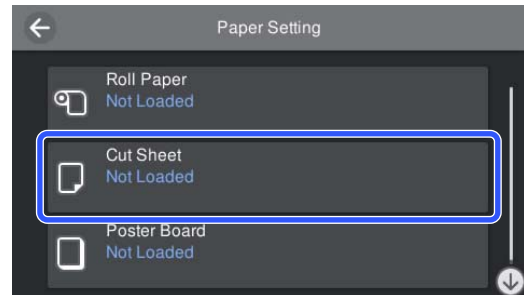 Paper Setting
Roll Paper
Not Loaded
Cut Sheet
Not Loaded
Poster Board
Not Loaded